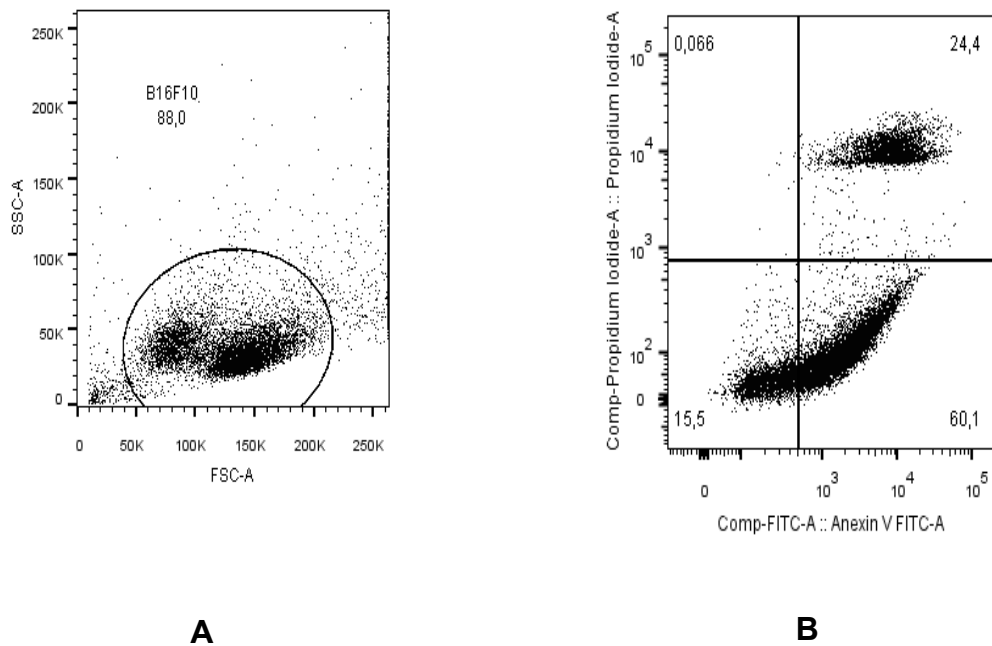 250K
200K
150K
100K
50K
0
SSC-A
B16F10
88,0
0
50K
100K
150K
200K
250K
FSC-A
A
0,066
24,4
10^5
10^4
10^3
10^2
0
Comp-Propidium Iodide-A :: Propidium Iodide-A
15,5
60,1
0
10^3
10^4
10^5
Comp-FITC-A :: Anexin V FITC-A
B